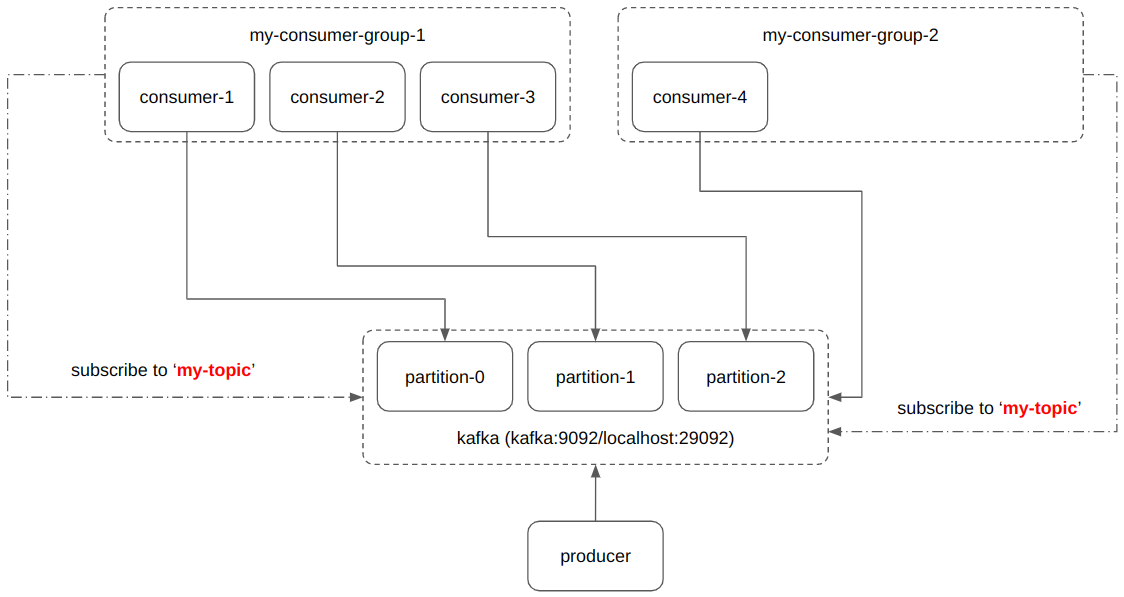 my-consumer-group-1
my-consumer-group-2
consumer-1
consumer-2
consumer-3
consumer-4
subscribe to ‘my-topic’
partition-0
partition-1
partition-2
subscribe to ‘my-topic’
kafka (kafka:9092/localhost:29092)
producer